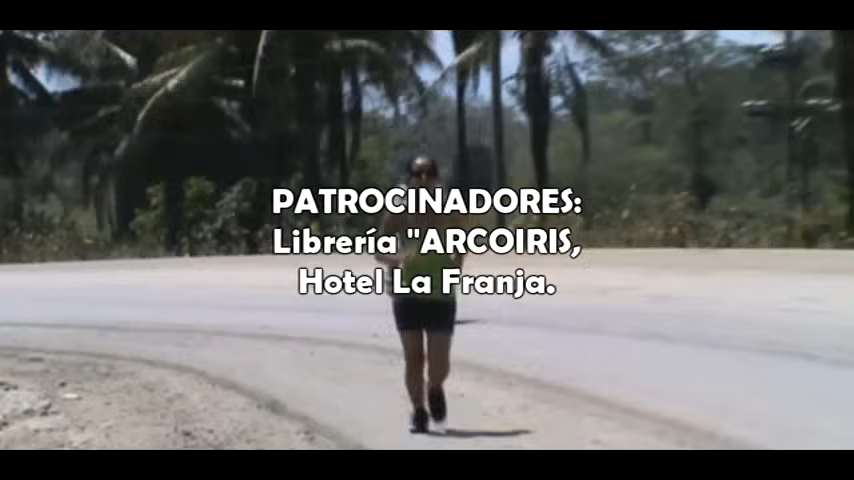 PATROCINADORES:
Librería "ARCOIRIS,
Hotel La Franja.